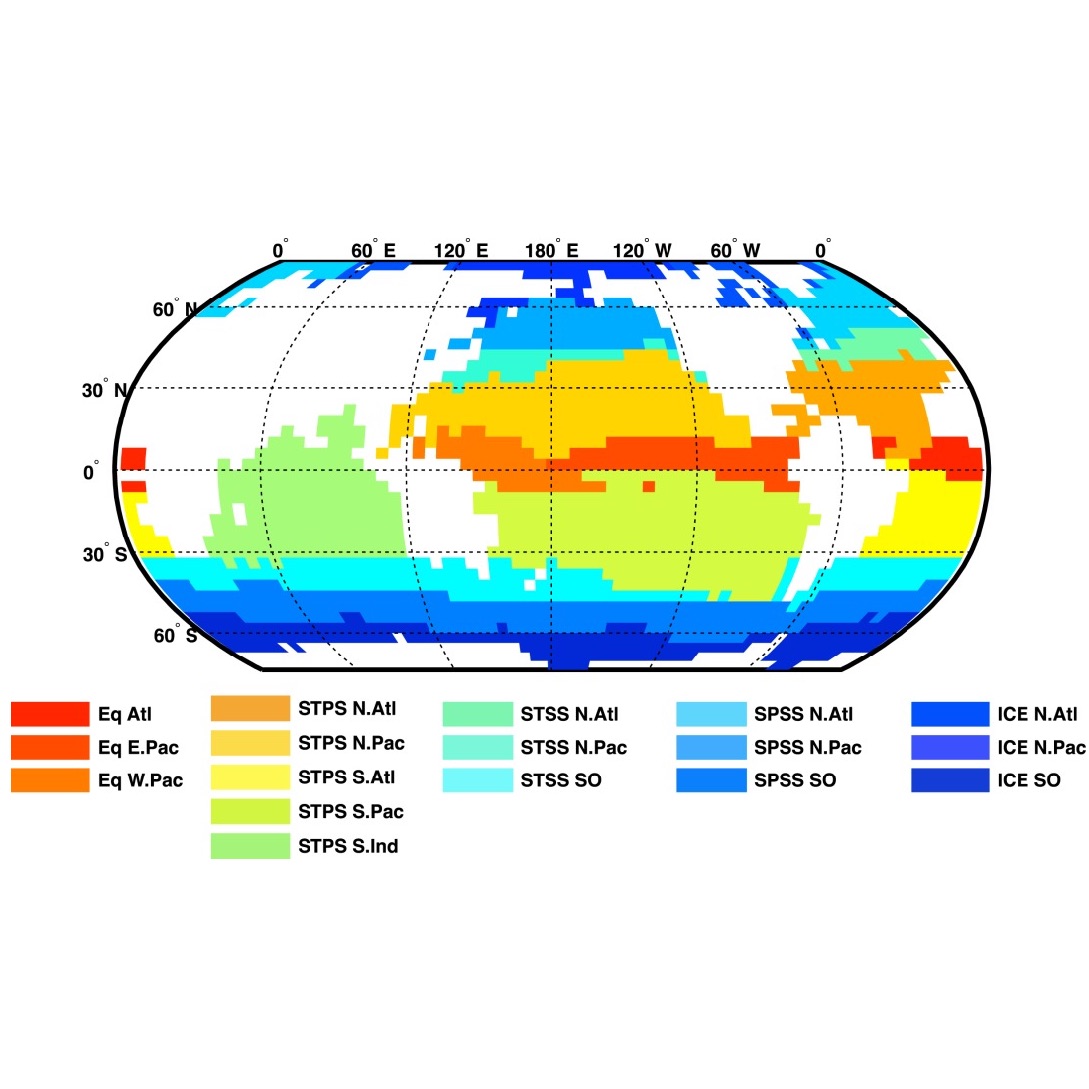 0° 60° E 120° E 180° E 120° W 60° W 0°
60° N
30° N
0°
30° S
60° S
Eq Atl
Eq E.Pac
Eq W.Pac
STPS N.Atl
STPS N.Pac
STPS S.Atl
STPS S.Pac
STPS S.Ind
STSS N.Atl
STSS N.Pac
STSS SO
SPSS N.Atl
SPSS N.Pac
SPSS SO
ICE N.Atl
ICE N.Pac
ICE SO